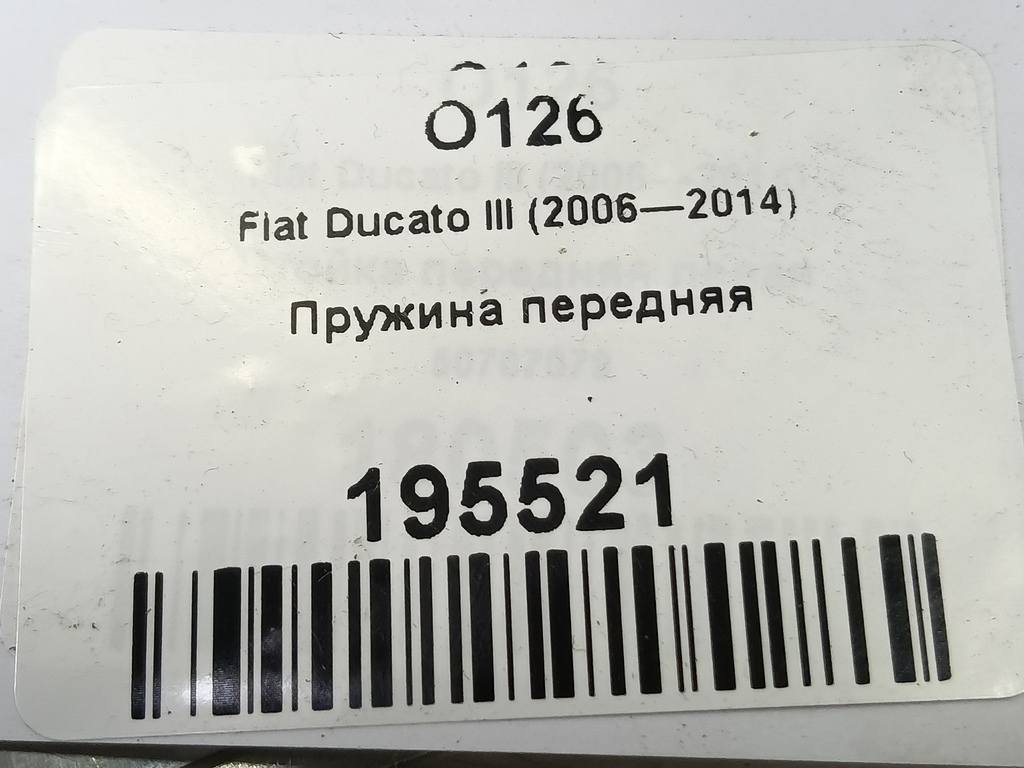 O126
Fiat Ducato III (2006—2014)
Пружина передняя
195521